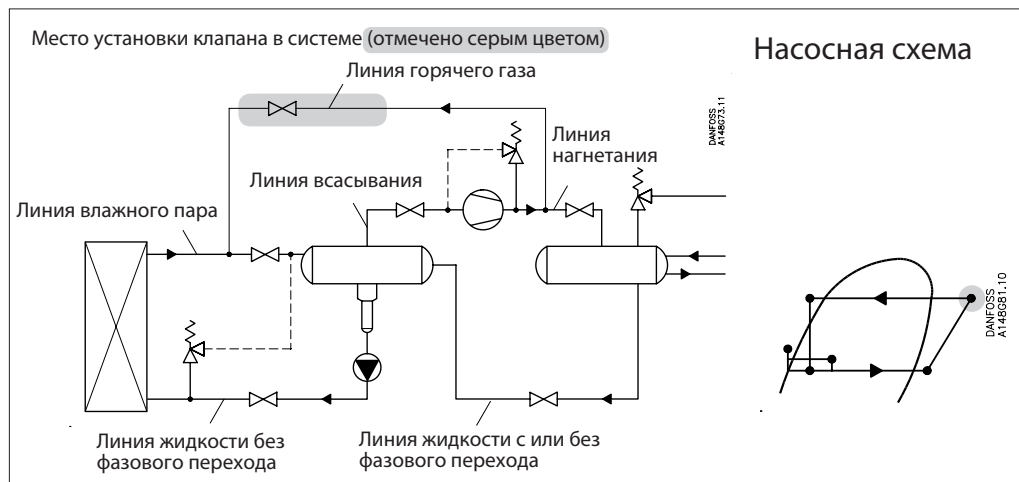 Место установки клапана в системе (отмечено серым цветом)
Насосная схема
Линия горячего газа
DANFOSS
A148G73.11
Линия
нагнетания
Линия всасывания
Линия влажного пара
DANFOSS
A148G81.10
Линия жидкости без
фазового перехода
Линия жидкости с или без
фазового перехода